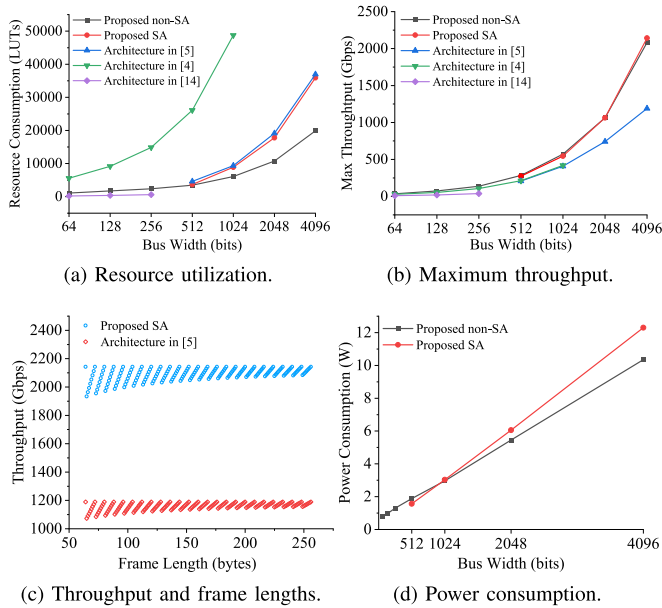 Resource Consumption (LUTs)
60000
50000
40000
30000
20000
10000
0
Proposed non-SA
Proposed SA
Architecture in [5]
Architecture in [4]
Architecture in [14]
64 128 256 512 1024 2048 4096
Bus Width (bits)
(a) Resource utilization.
Max Throughtput (Gbps)
2500
2000
1500
1000
500
0
Proposed non-SA
Proposed SA
Architecture in [5]
Architecture in [4]
Architecture in [14]
64 128 256 512 1024 2048 4096
Bus Width (bits)
(b) Maximum throughput.
Throughput (Gbps)
2400
2200
2000
1800
1600
1400
1200
1000
Proposed SA
Architecture in [5]
50 100 150 200 250
Frame Length (bytes)
(c) Throughput and frame lengths.
Power Consumption (W)
12
10
8
6
4
2
0
Proposed non-SA
Proposed SA
512 1024 2048 4096
Bus Width (bits)
(d) Power consumption.